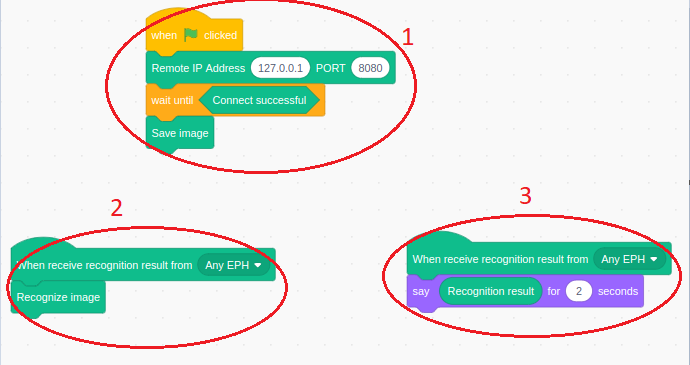 when clicked
1
Remote IP Address 127.0.0.1 PORT 8080
wait until Connect successful
Save image
2
When receive recognition result from Any EPH
Recognize image
3
When receive recognition result from Any EPH
say Recognition result for 2 seconds